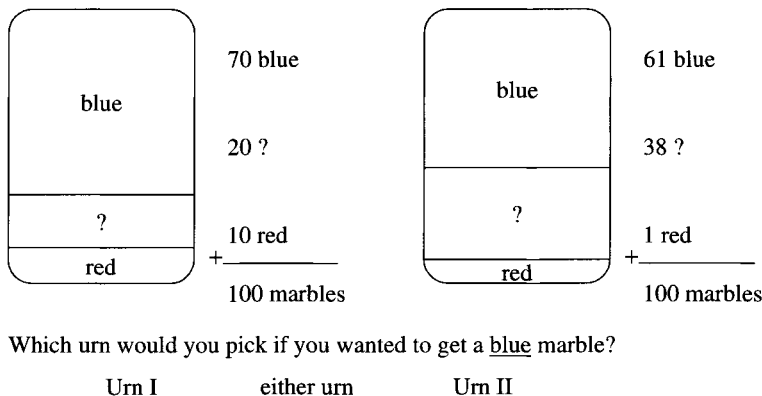 70 blue
61 blue
blue
blue
20 ?
38 ?
?
?
10 red
1 red
red
+
+
red
100 marbles
100 marbles
Which urn would you pick if you wanted to get a blue marble?
Urn I either urn Urn II